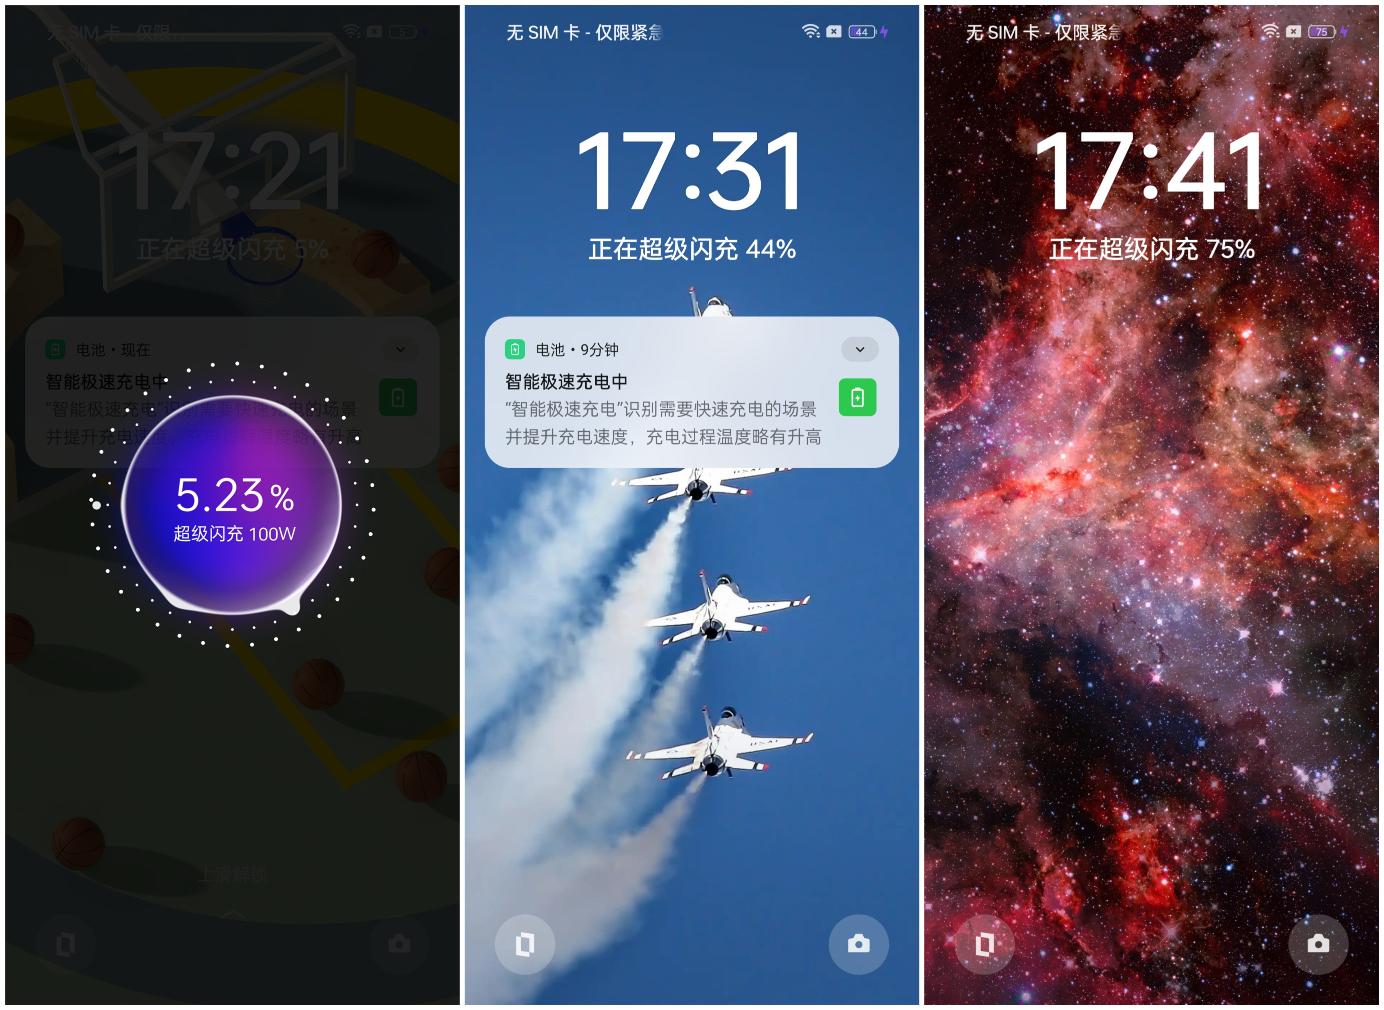 无 SIM 卡 - 仅限
5
17:21
正在超级闪充 5%
电池・现在
智能极速充电中
“智能极速充电”识别需要快速充电的场景
并提升充电速度，充电过程温度略有升高
5.23%
超级闪充 100W
上滑解锁
无 SIM 卡 - 仅限紧急
44
17:31
正在超级闪充 44%
电池・9分钟
智能极速充电中
“智能极速充电”识别需要快速充电的场景
并提升充电速度，充电过程温度略有升高
无 SIM 卡 - 仅限紧急
75
17:41
正在超级闪充 75%